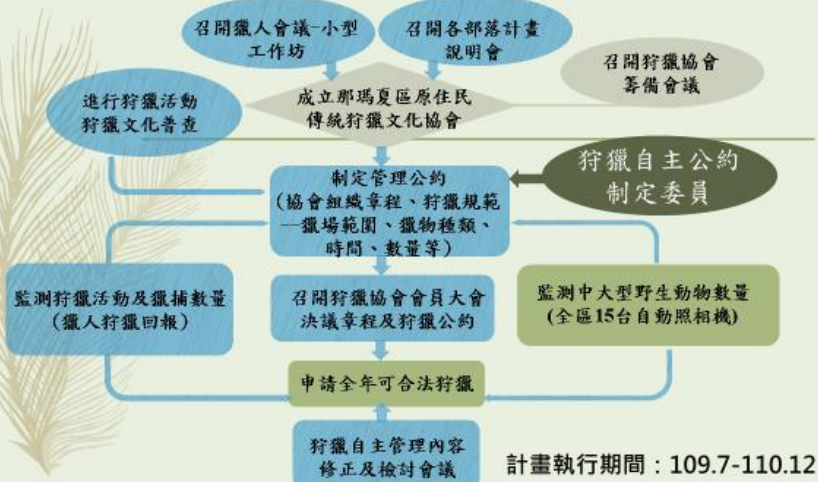 召開獵人會議-小型
工作坊
召開各部落計畫
說明會
召開狩獵協會
籌備會議
進行狩獵活動
狩獵文化普查
成立那瑪夏區原住民
傳統狩獵文化協會
狩獵自主公約
制定委員
制定管理公約
(協會組織章程、狩獵規範
—獵場範圍、獵物種類、
時間、數量等)
監測狩獵活動及獵捕數量
(獵人狩獵回報)
召開狩獵協會會員大會
決議章程及狩獵公約
監測中大型野生動物數量
(全區15台自動照相機)
申請全年可合法狩獵
狩獵自主管理內容
修正及檢討會議
計畫執行期間：109.7-110.12